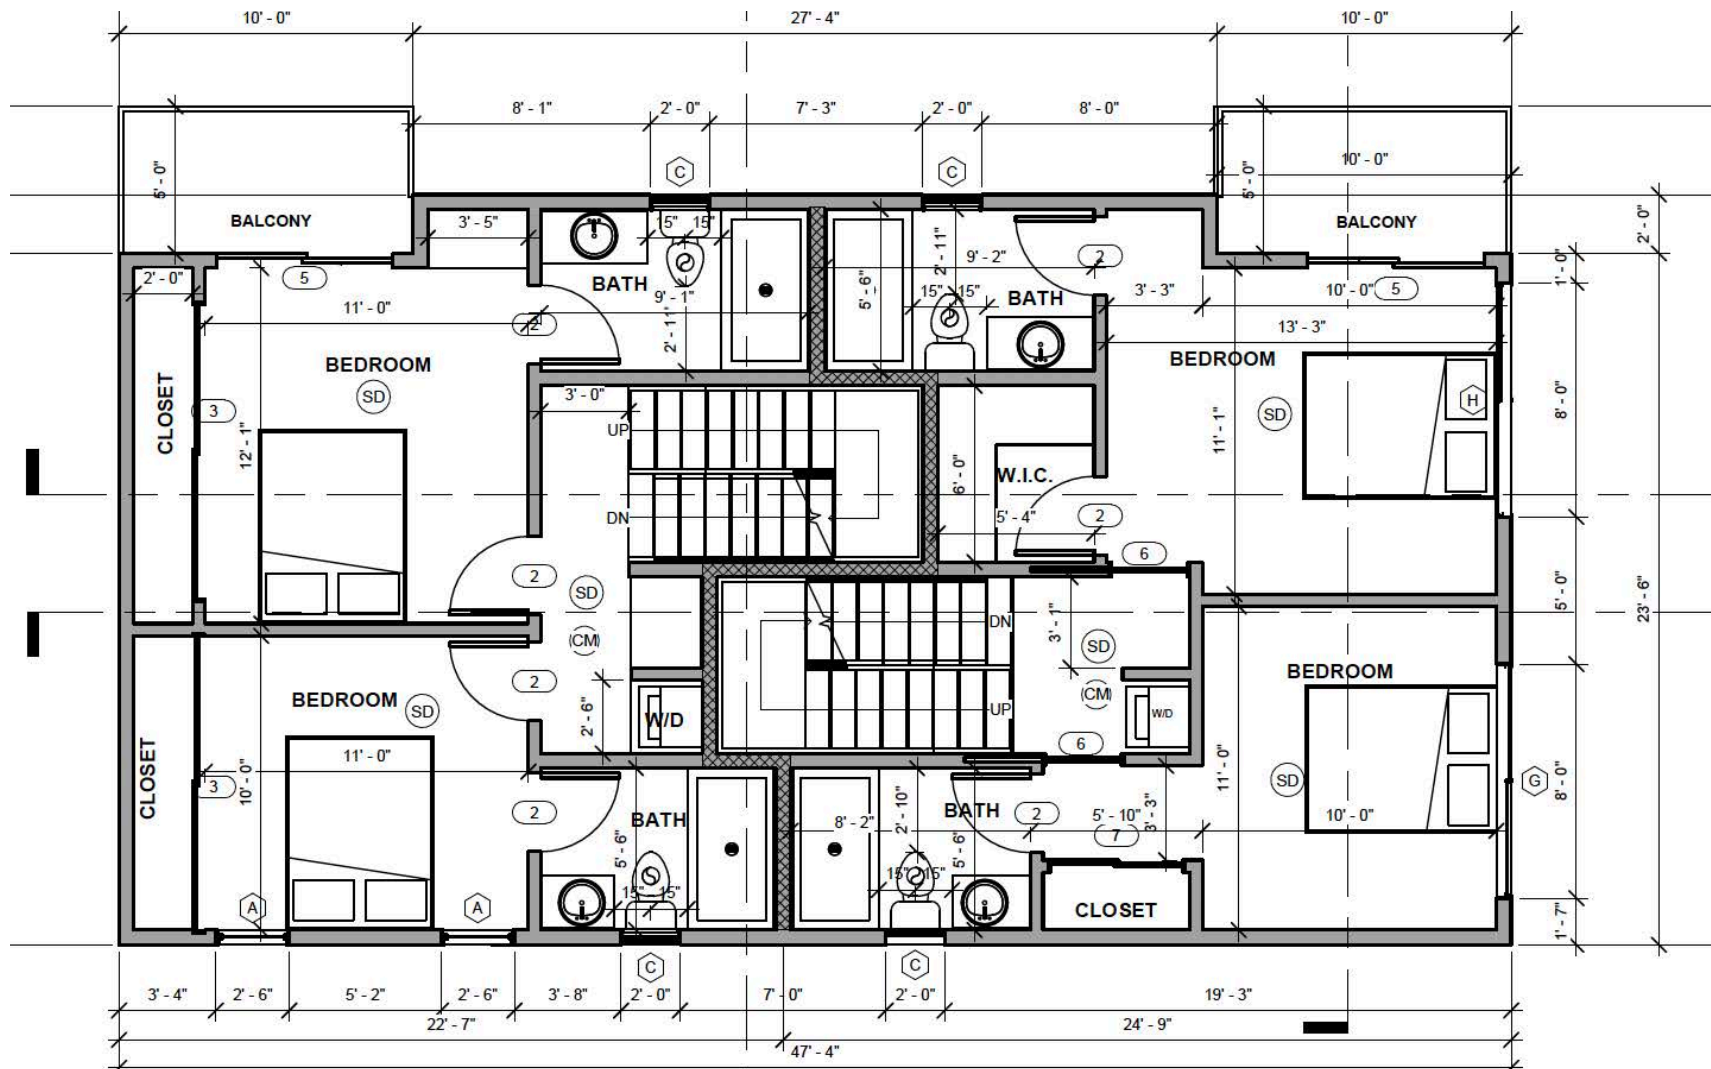 10' - 0"
27' - 4"
10' - 0"
8' - 1"
2' - 0"
7' - 3"
2' - 0"
8' - 0"
C
C
5' - 0"
5' - 0"
10' - 0"
BALCONY
BALCONY
2' - 0"
3' - 5"
15"
15"
2' - 11"
2
9' - 2"
1' - 0"
2' - 0"
5
BATH
9' - 1"
5' - 6"
15"
15"
BATH
3' - 3"
10' - 0"
5
11' - 0"
2
2' - 11"
13' - 3"
BEDROOM
BEDROOM
SD
3' - 0"
H
8' - 0"
CLOSET
3
UP
SD
12' - 1"
11' - 1"
6' - 0"
W.I.C.
DN
5' - 4"
2
6
2
SD
5' - 0"
23' - 6"
DN
3' - 1"
SD
CM
BEDROOM
2
BEDROOM
SD
CM
2' - 6"
W/D
UP
W/D
6
11' - 0"
CLOSET
3
10' - 0"
11' - 0"
SD
G
8' - 0"
2
BATH
8' - 2"
2' - 10"
BATH
2
5' - 10"
3' - 3"
10' - 0"
7
5' - 6"
5' - 6"
15"
15"
15"
15"
A
A
CLOSET
1' - 7"
C
C
3' - 4"
2' - 6"
5' - 2"
2' - 6"
3' - 8"
2' - 0"
7' - 0"
2' - 0"
19' - 3"
22' - 7"
24' - 9"
47' - 4"